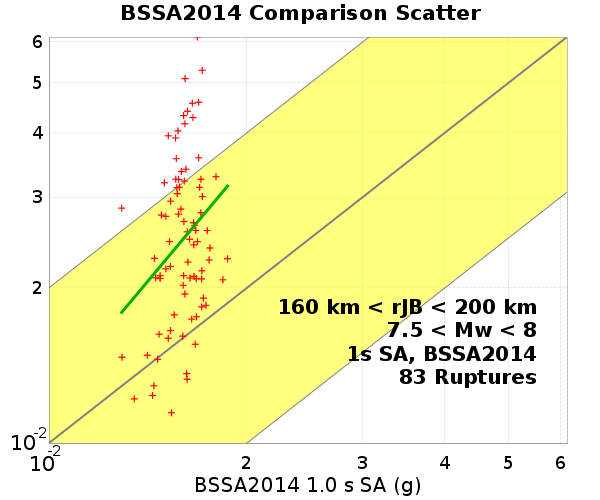 BSSA2014 Comparison Scatter
6
5
4
3
2
10-2
160 km < rJB < 200 km
7.5 < Mw < 8
1s SA, BSSA2014
83 Ruptures
10-2
2 3 4 5 6
BSSA2014 1.0 s SA (g)